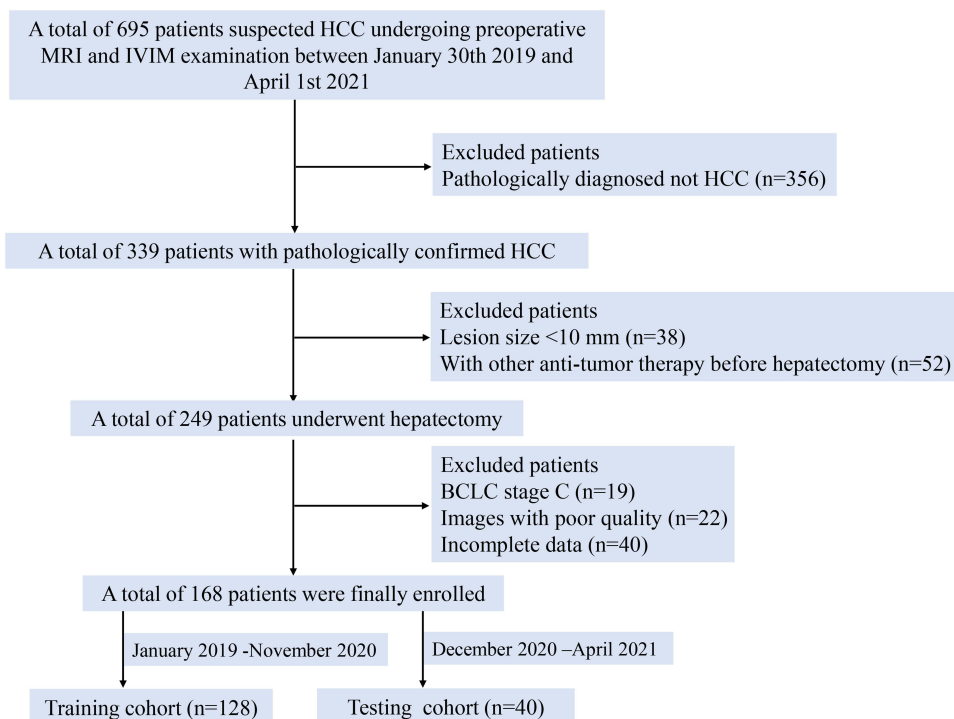 A total of 695 patients suspected HCC undergoing preoperative
MRI and IVIM examination between January 30th 2019 and
April 1st 2021
Excluded patients
Pathologically diagnosed not HCC (n=356)
A total of 339 patients with pathologically confirmed HCC
Excluded patients
Lesion size <10 mm (n=38)
With other anti-tumor therapy before hepatectomy (n=52)
A total of 249 patients underwent hepatectomy
Excluded patients
BCLC stage C (n=19)
Images with poor quality (n=22)
Incomplete data (n=40)
A total of 168 patients were finally enrolled
January 2019 -November 2020
December 2020 –April 2021
Training cohort (n=128)
Testing cohort (n=40)